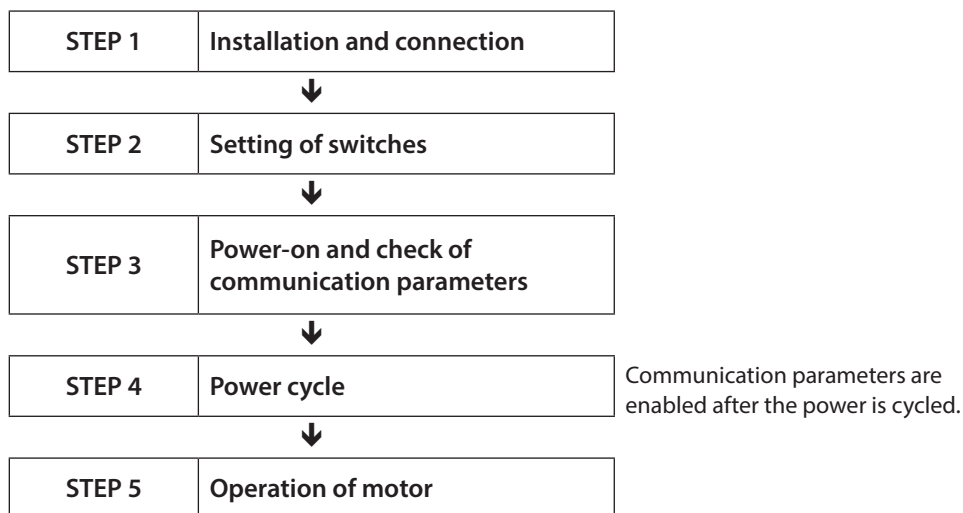 STEP 1 Installation and connection
STEP 2 Setting of switches
STEP 3 Power-on and check of
communication parameters
STEP 4 Power cycle
Communication parameters are
enabled after the power is cycled.
STEP 5 Operation of motor